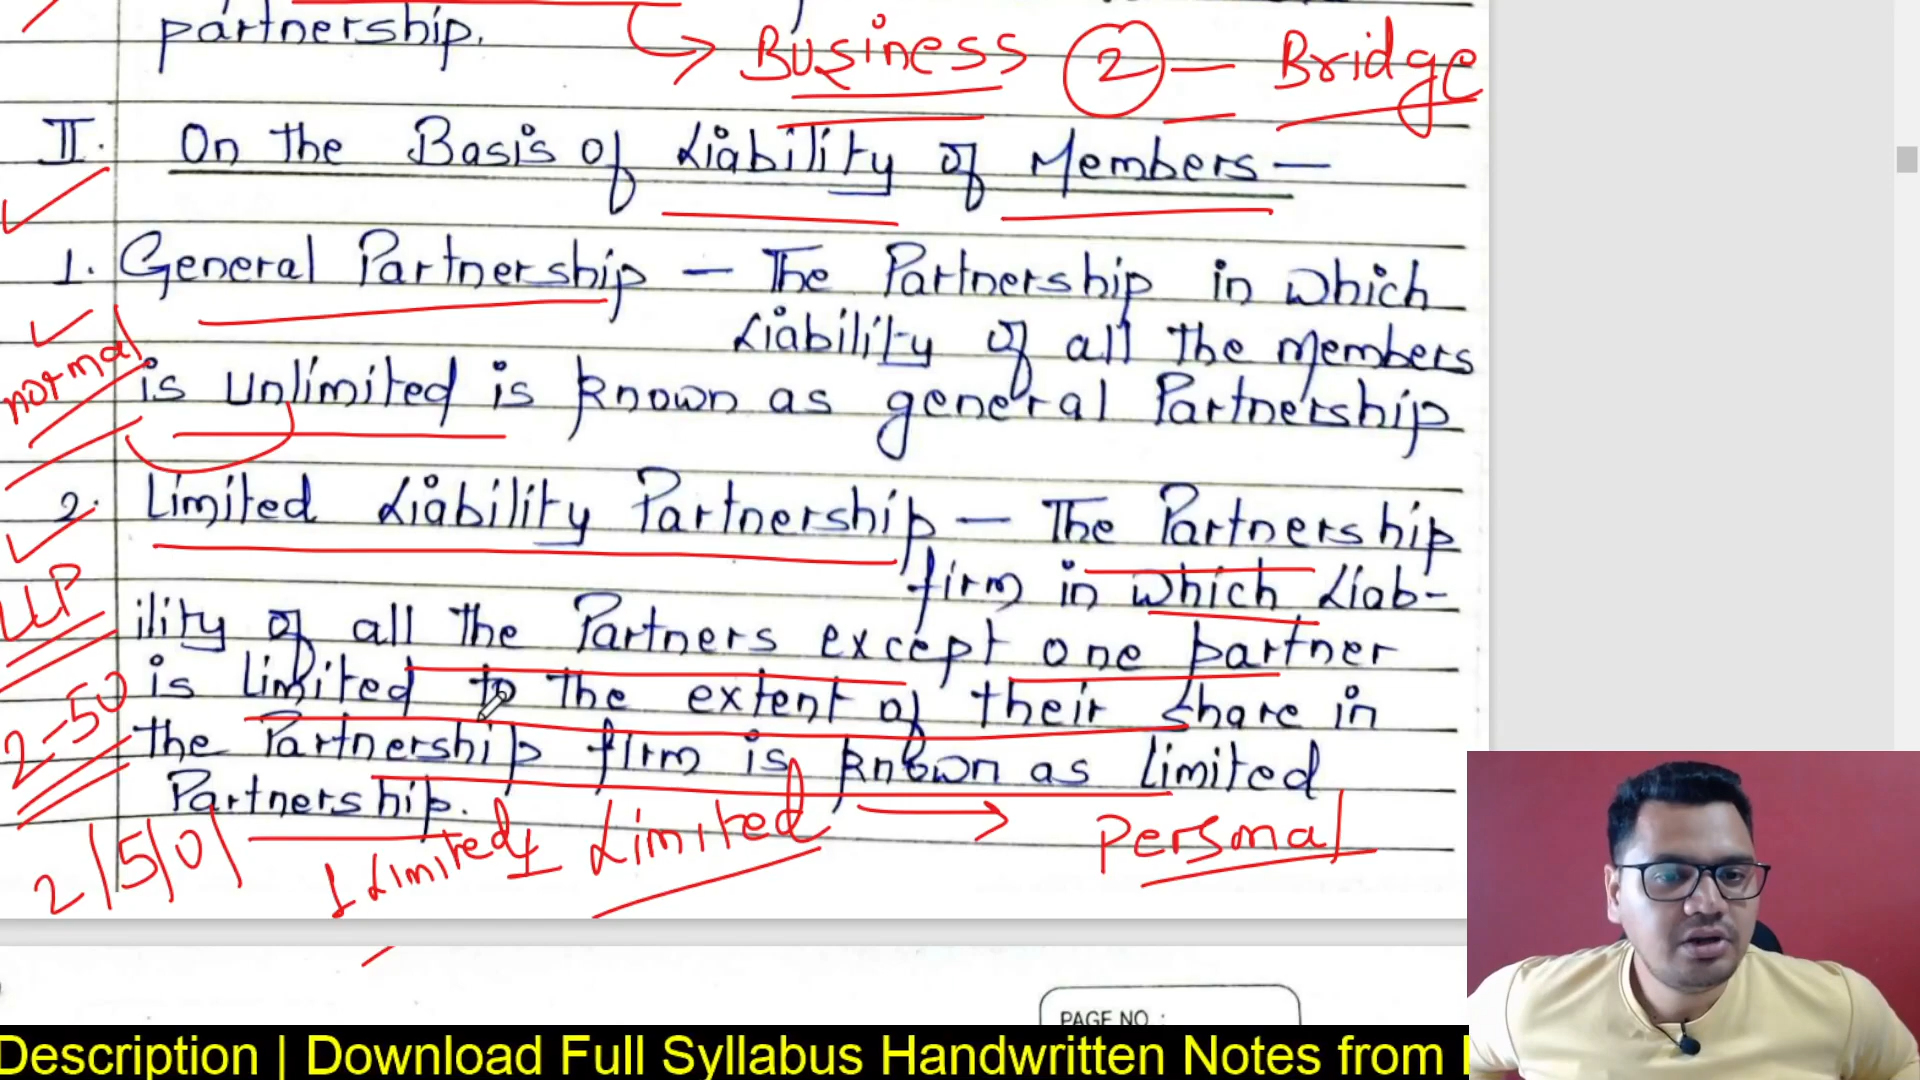 partnership.
Business 2 — Bridge
II. On the Basis of Liability of Members —
1. General Partnership — The Partnership in which
Liability of all the members
normal
is unlimited is known as general Partnership
2. Limited Liability Partnership — The Partnership
firm in which Liab-
LLP
ility of all the Partners except one partner
is limited to the extent of their share in
2-50
the Partnership firm is known as Limited
Partnership.
2/5/0/ 1 Limited Limited → Personal
PAGE NO :
Description | Download Full Syllabus Handwritten Notes from